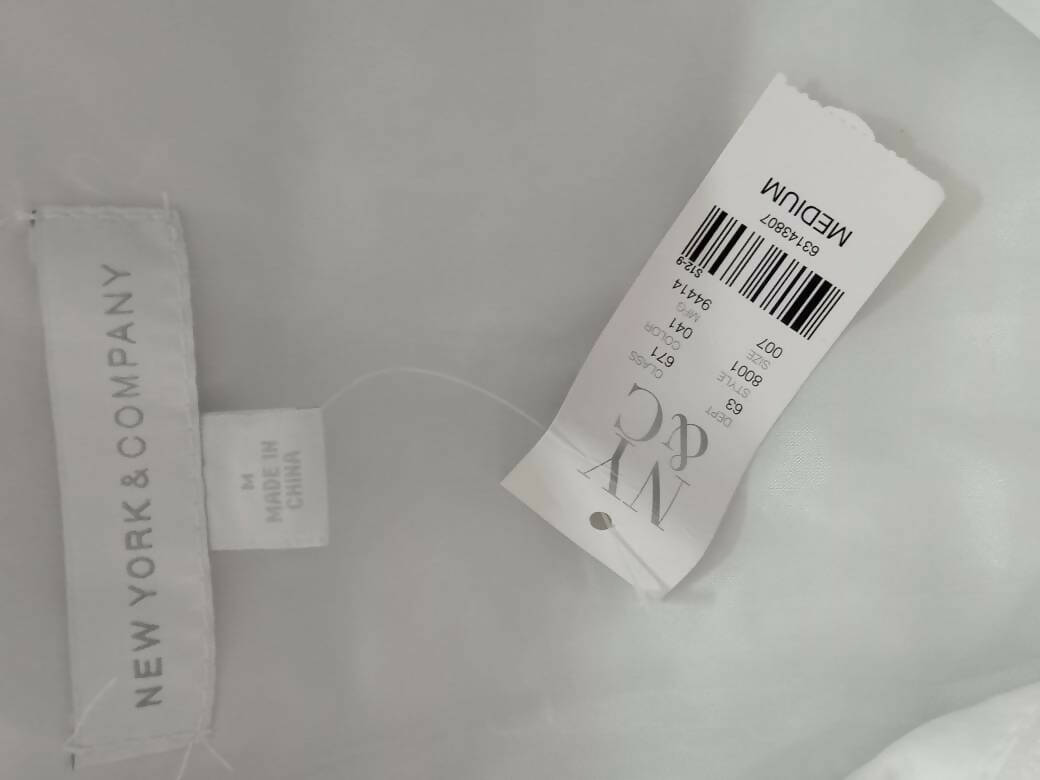 NEW YORK & COMPANY
M
MADE IN
CHINA
NY
&C
DEPT CLASS
63 671
STYLE COLOR
8001 041
SIZE MFG
007 94414
S12-9
63143807
MEDIUM